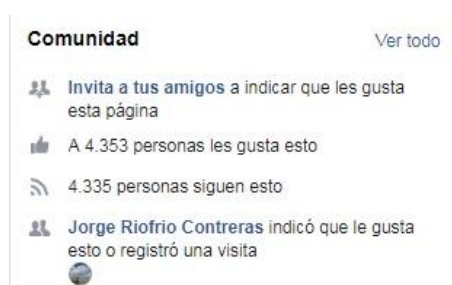 Comunidad Ver todo
Invita a tus amigos a indicar que les gusta
esta página
A 4.353 personas les gusta esto
4.335 personas siguen esto
Jorge Riofrio Contreras indicó que le gusta
esto o registró una visita